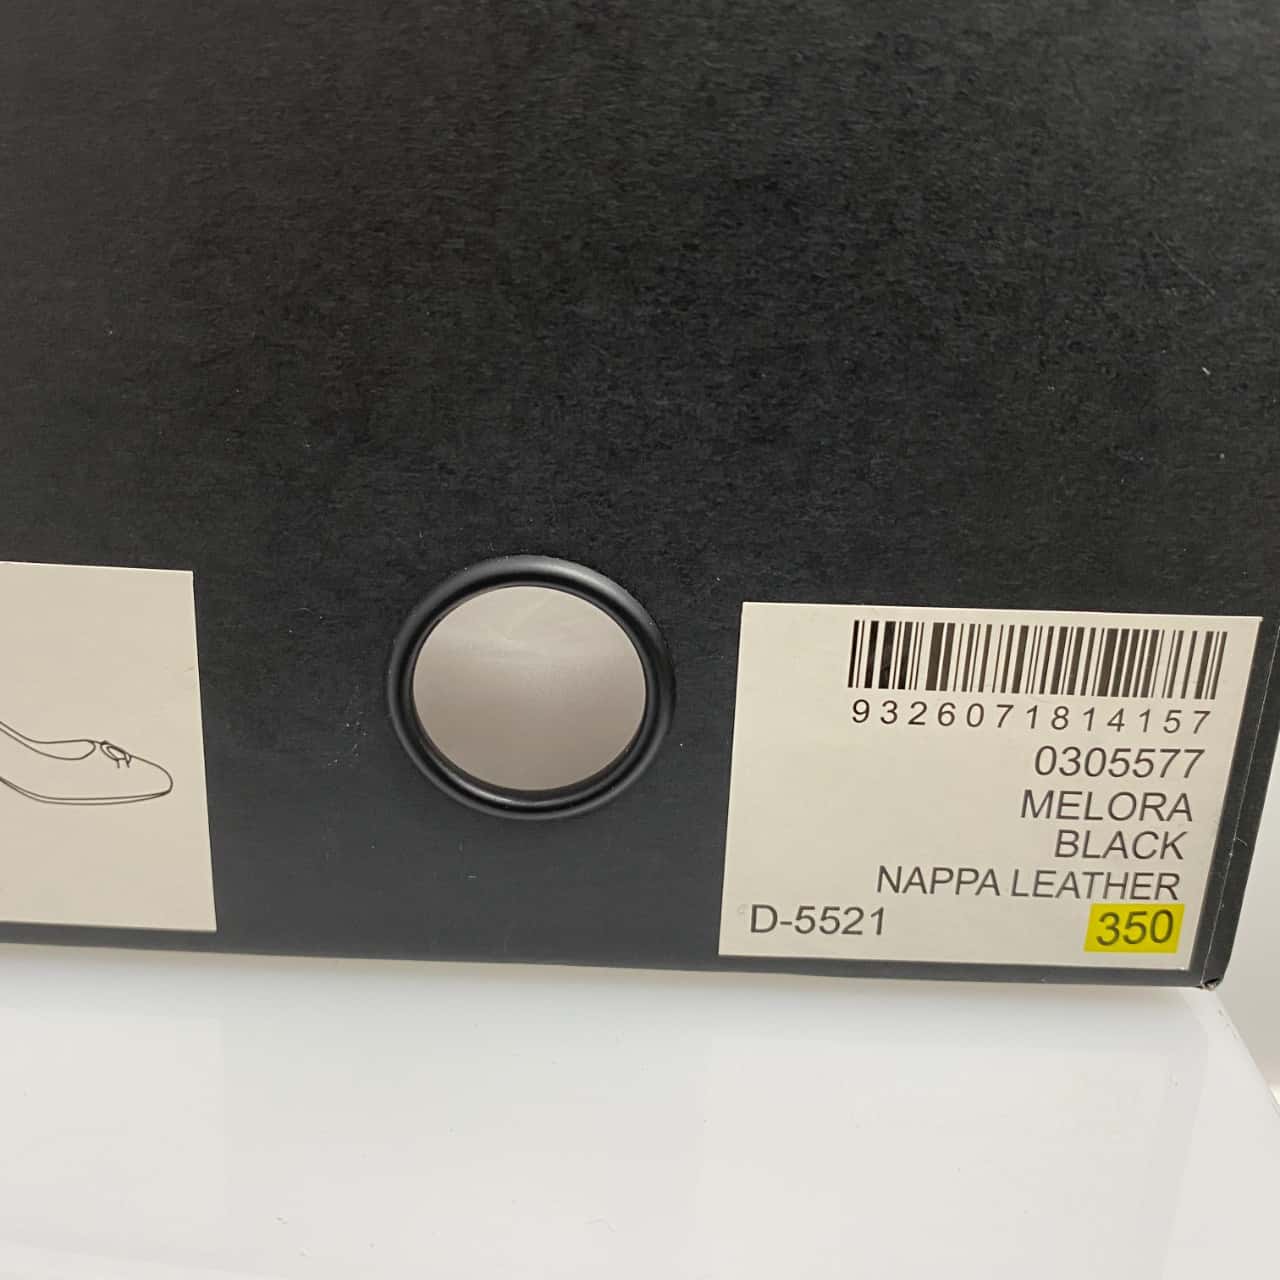 9326071814157
0305577
MELORA
BLACK
NAPPA LEATHER
D-5521 350